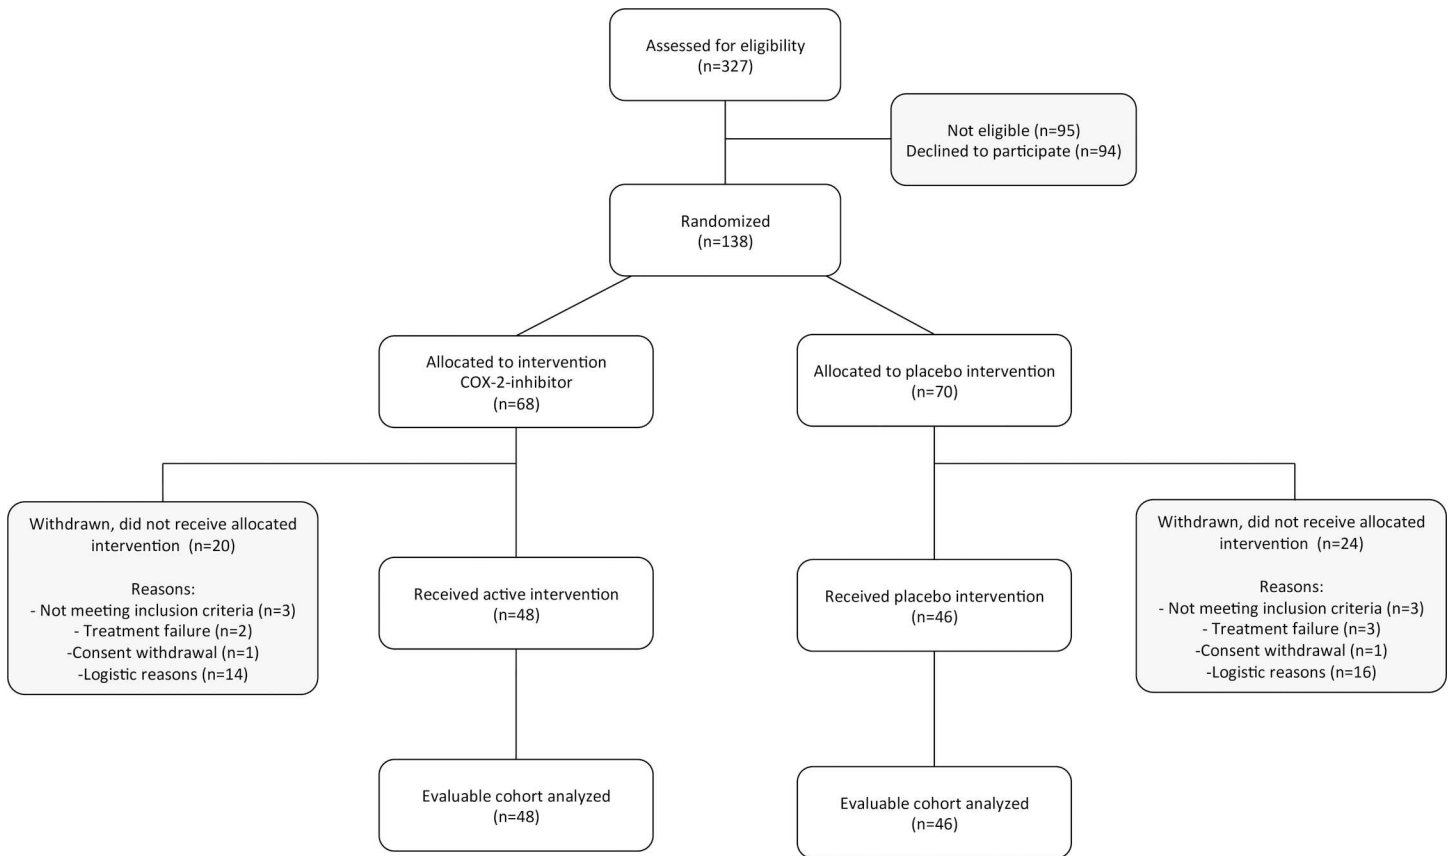 Assessed for eligibility
(n=327)
Not eligible (n=95)
Declined to participate (n=94)
Randomized
(n=138)
Allocated to intervention
COX-2-inhibitor
(n=68)
Allocated to placebo intervention
(n=70)
Withdrawn, did not receive allocated
intervention (n=20)
Reasons:
- Not meeting inclusion criteria (n=3)
- Treatment failure (n=2)
-Consent withdrawal (n=1)
-Logistic reasons (n=14)
Received active intervention
(n=48)
Received placebo intervention
(n=46)
Withdrawn, did not receive allocated
intervention (n=24)
Reasons:
- Not meeting inclusion criteria (n=3)
- Treatment failure (n=3)
-Consent withdrawal (n=1)
-Logistic reasons (n=16)
Evaluable cohort analyzed
(n=48)
Evaluable cohort analyzed
(n=46)